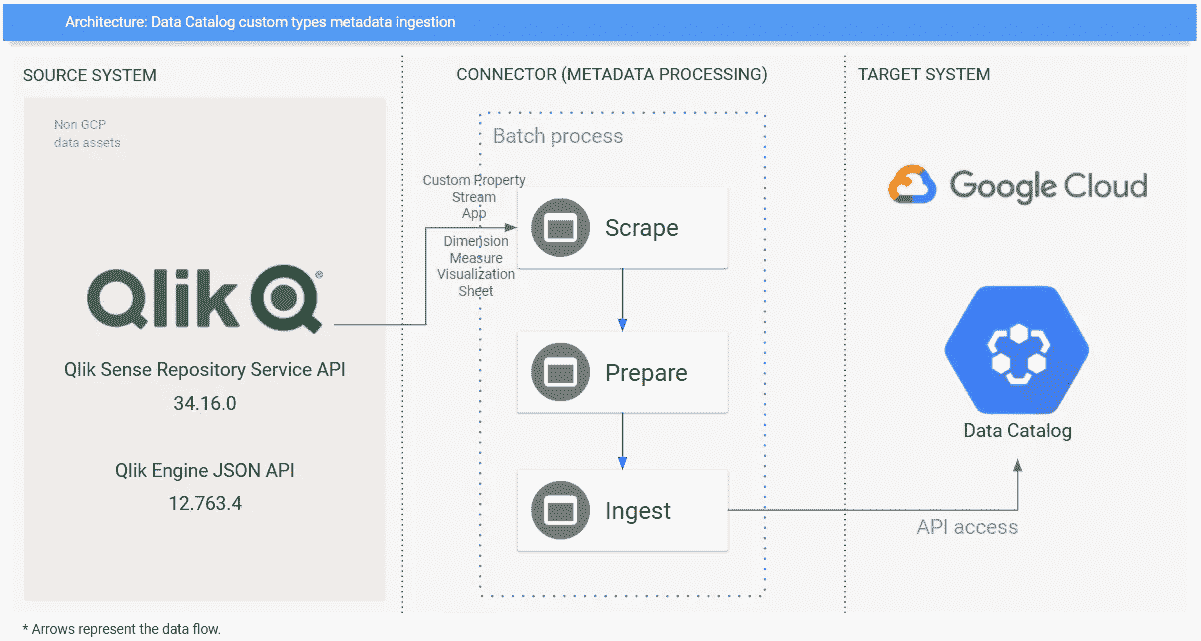 Architecture: Data Catalog custom types metadata ingestion
SOURCE SYSTEM
CONNECTOR (METADATA PROCESSING)
TARGET SYSTEM
Non GCP
data assets
Qlik
®
Qlik Sense Repository Service API
34.16.0
Qlik Engine JSON API
12.763.4
Batch process
Custom Property
Stream
App
Dimension
Measure
Visualization
Sheet
Scrape
Prepare
Ingest
Google Cloud
Data Catalog
API access
* Arrows represent the data flow.